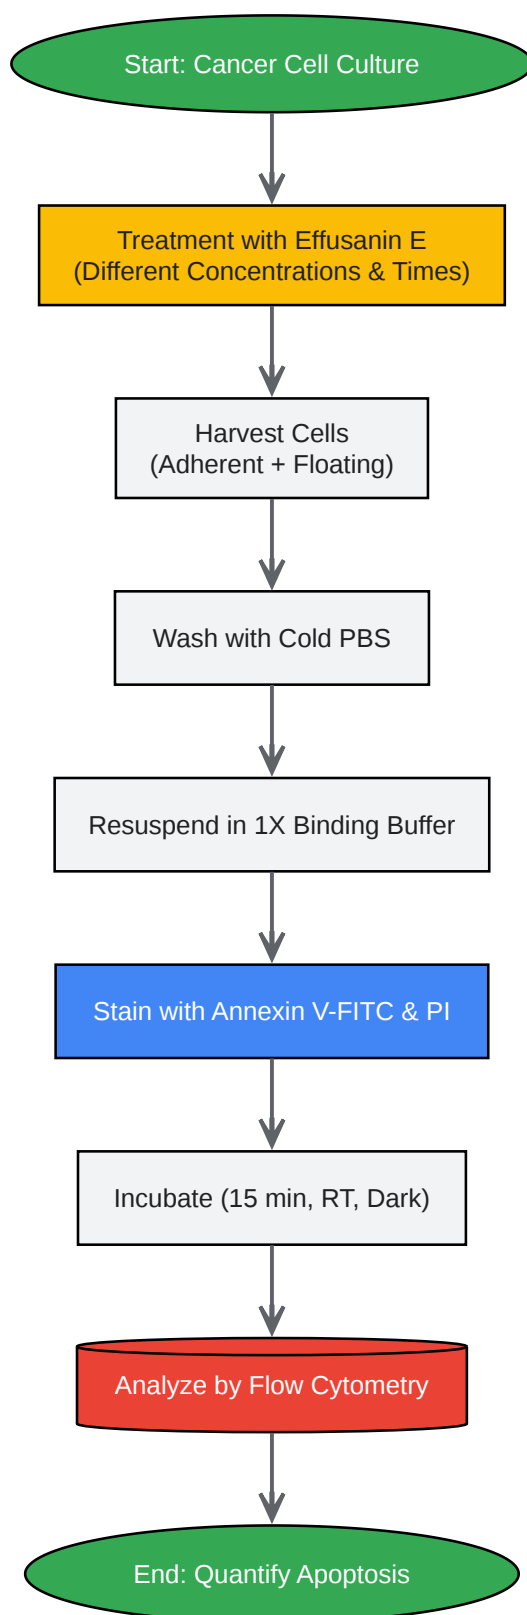 Start: Cancer Cell Culture
Treatment with Effusanin E
(Different Concentrations & Times)
Harvest Cells
(Adherent + Floating)
Wash with Cold PBS
Resuspend in 1X Binding Buffer
Stain with Annexin V-FITC & PI
Incubate (15 min, RT, Dark)
Analyze by Flow Cytometry
End: Quantify Apoptosis